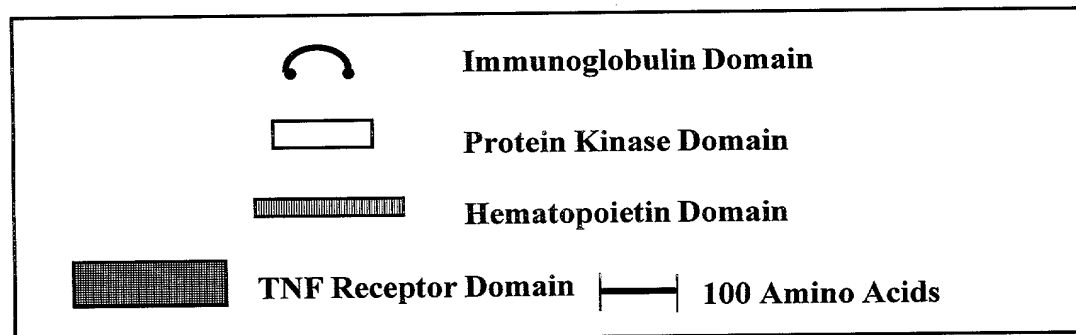 Immunoglobulin Domain
Protein Kinase Domain
Hematopoietin Domain
TNF Receptor Domain 100 Amino Acids